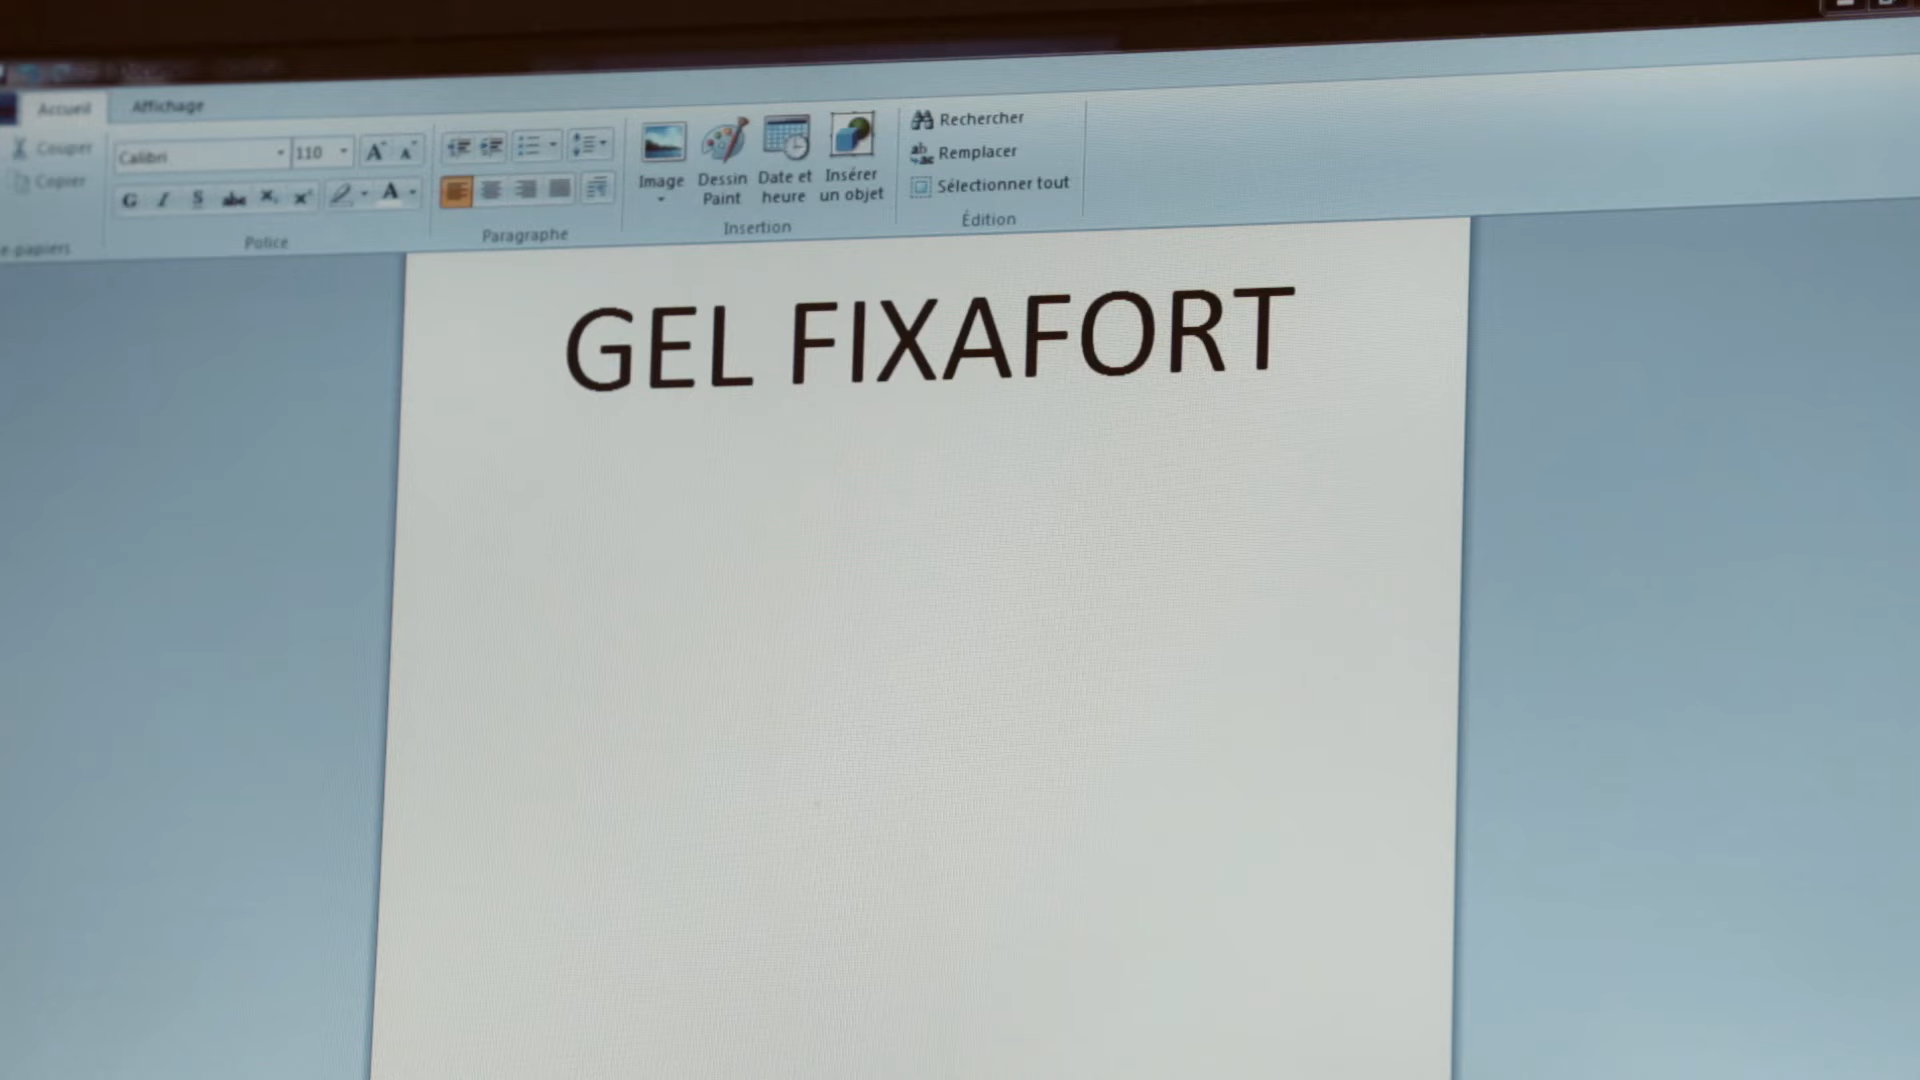 Accueil Affichage
Couper
Copier
Calibri 110
G I S abc X, X²
Police
Paragraphe
Image
Dessin Paint
Date et heure
Insérer un objet
Insertion
Rechercher
Remplacer
Sélectionner tout
Édition
GEL FIXAFORT